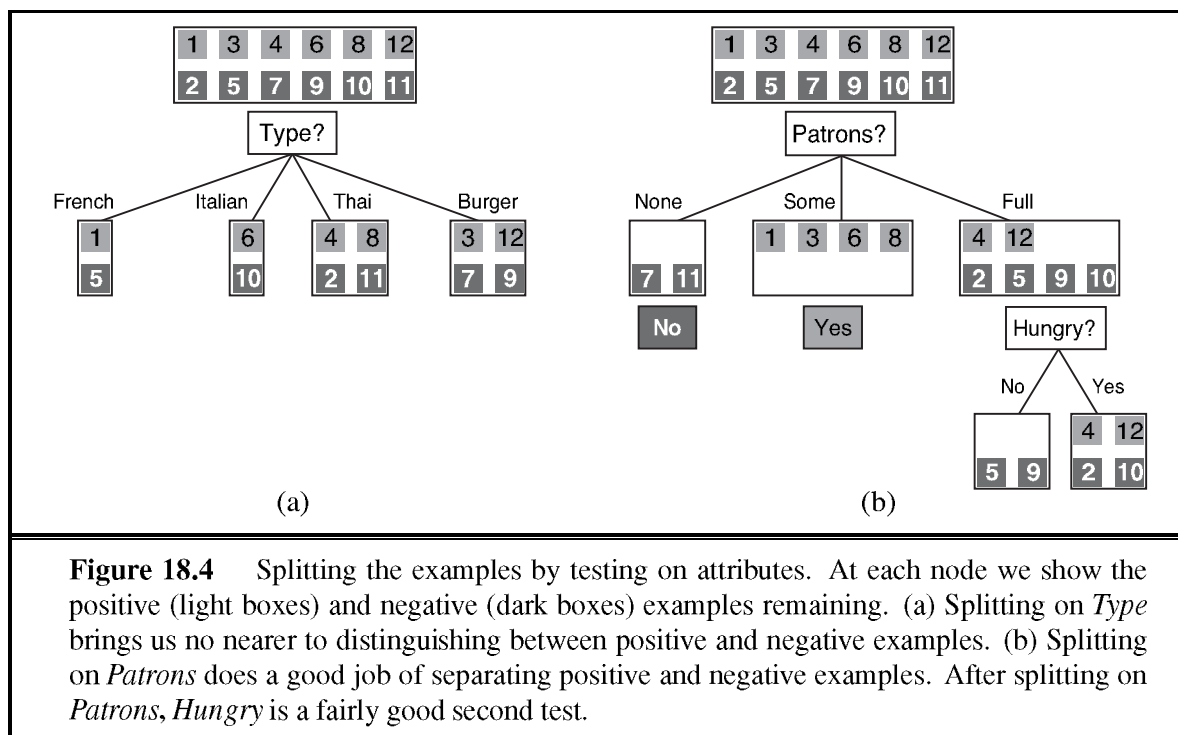 1 3 4 6 8 12
2 5 7 9 10 11
Type?
French Italian Thai Burger
1 6 4 8 3 12
5 10 2 11 7 9
(a)
1 3 4 6 8 12
2 5 7 9 10 11
Patrons?
None Some Full
1 3 6 8 4 12
7 11 2 5 9 10
No Yes Hungry?
No Yes
4 12
5 9 2 10
(b)
Figure 18.4 Splitting the examples by testing on attributes. At each node we show the
positive (light boxes) and negative (dark boxes) examples remaining. (a) Splitting on Type
brings us no nearer to distinguishing between positive and negative examples. (b) Splitting
on Patrons does a good job of separating positive and negative examples. After splitting on
Patrons, Hungry is a fairly good second test.